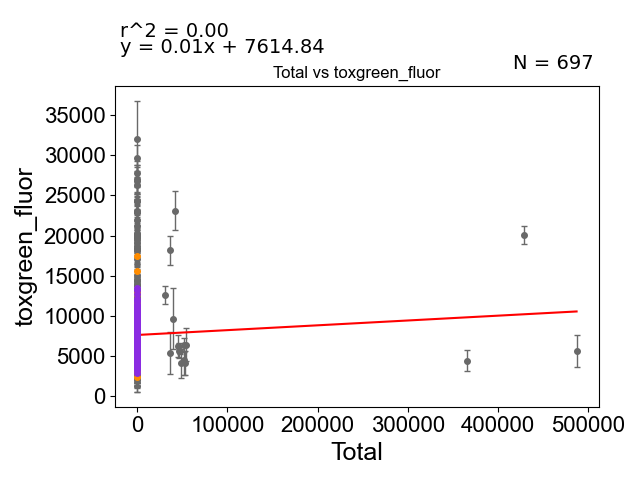 r^2 = 0.00
y = 0.01x + 7614.84
N = 697
Total vs toxgreen_fluor
35000
30000
25000
20000
15000
10000
5000
0
toxgreen_fluor
0 100000 200000 300000 400000 500000
Total